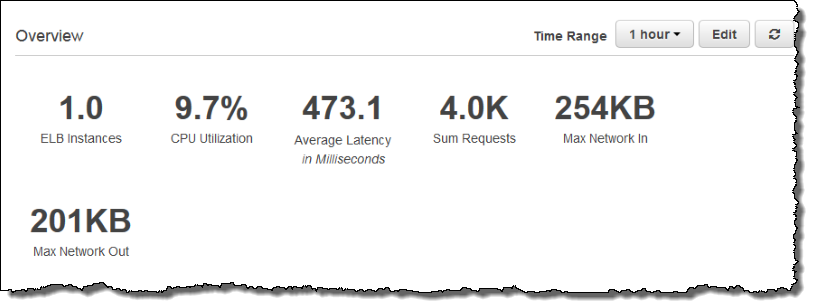 Overview
Time Range 1 hour Edit
1.0 9.7% 473.1 4.0K 254KB
ELB Instances CPU Utilization Average Latency Sum Requests Max Network In
in Milliseconds
201KB
Max Network Out